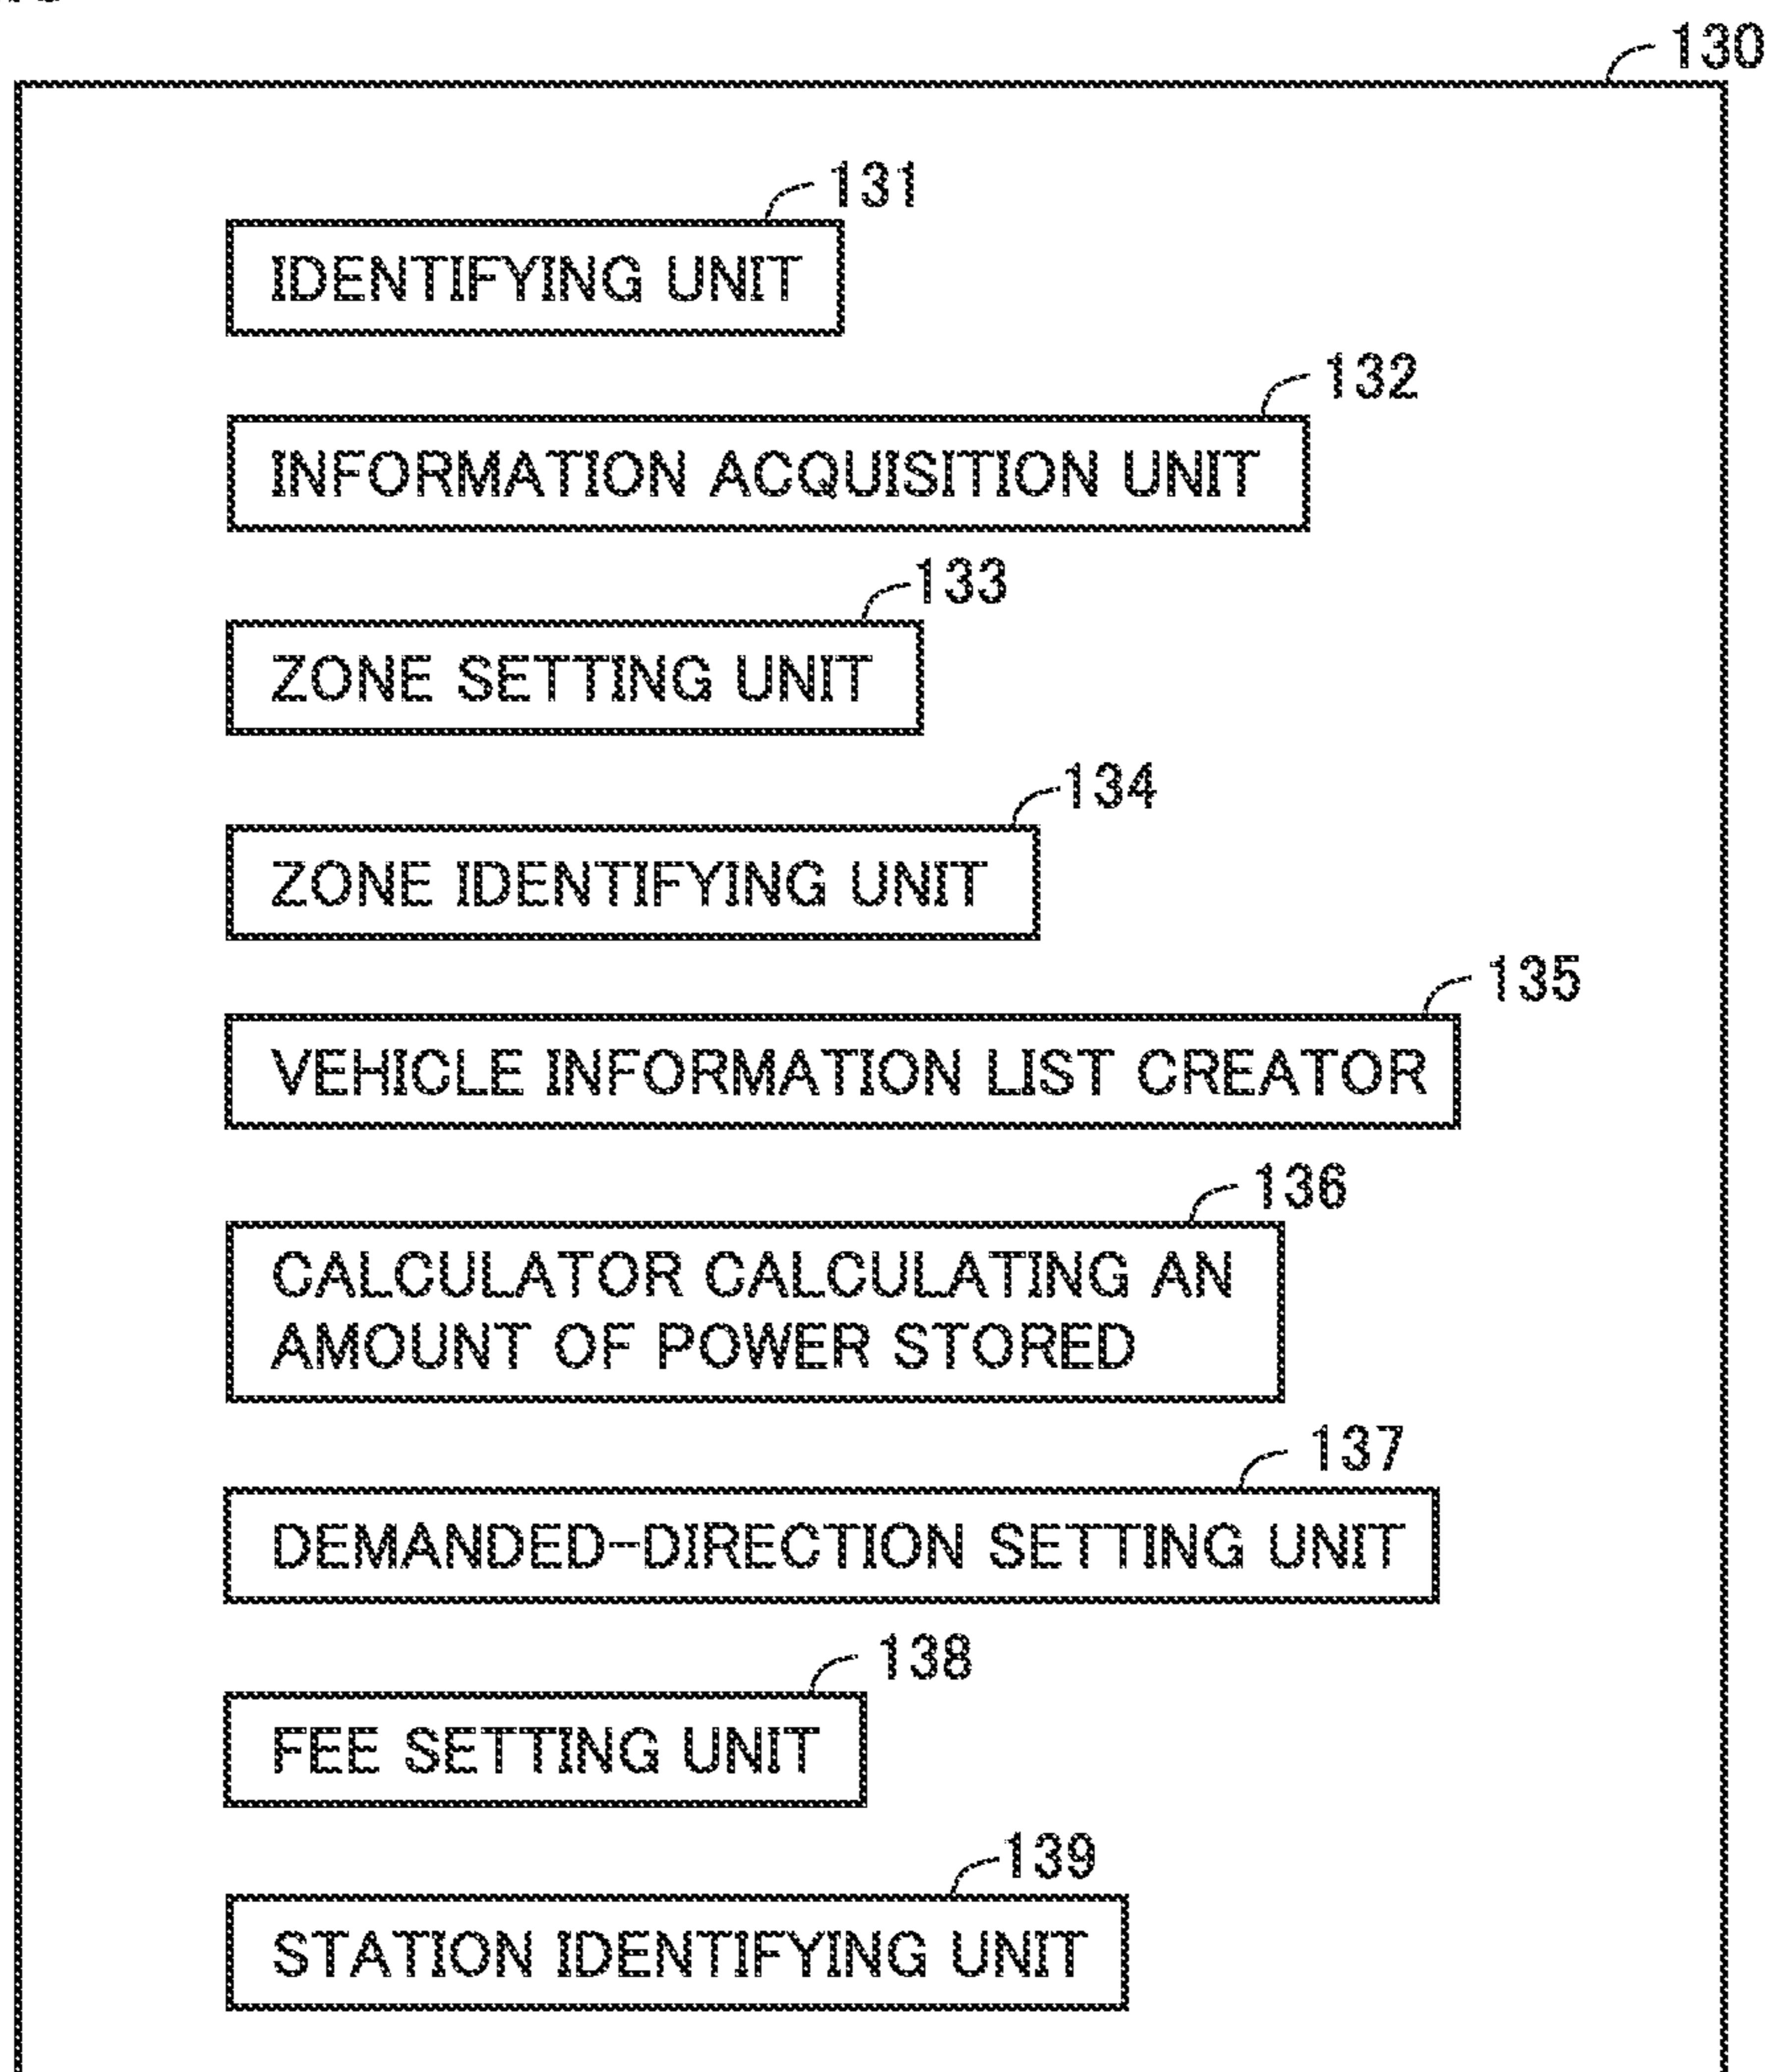 130
131
IDENTIFYING UNIT
132
INFORMATION ACQUISITION UNIT
133
ZONE SETTING UNIT
134
ZONE IDENTIFYING UNIT
135
VEHICLE INFORMATION LIST CREATOR
136
CALCULATOR CALCULATING AN
AMOUNT OF POWER STORED
137
DEMANDED-DIRECTION SETTING UNIT
138
FEE SETTING UNIT
139
STATION IDENTIFYING UNIT